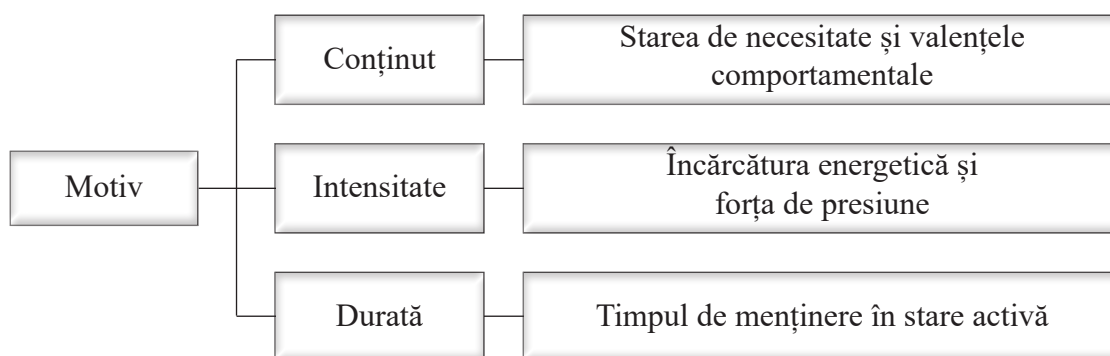 Motiv
Conținut
Starea de necesitate și valențele
comportamentale
Intensitate
Încărcătura energetică și
forța de presiune
Durată
Timpul de menținere în stare activă